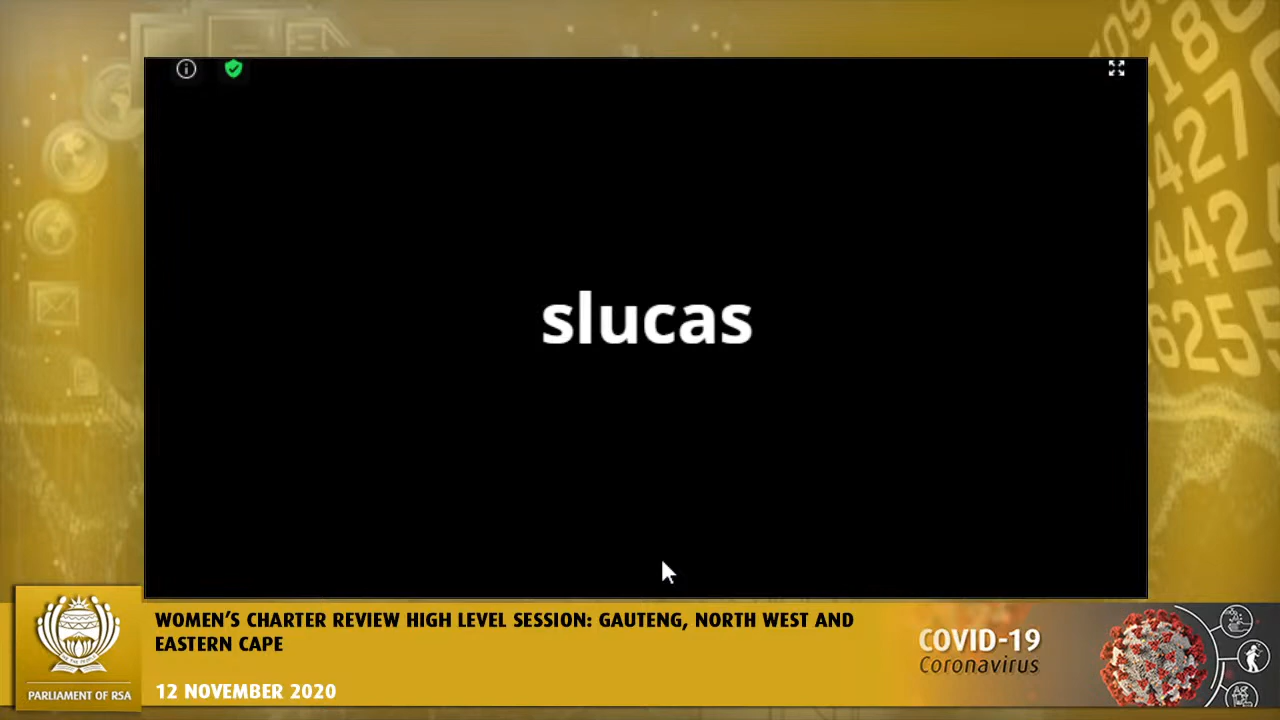 slucas
WOMEN'S CHARTER REVIEW HIGH LEVEL SESSION: GAUTENG, NORTH WEST AND
EASTERN CAPE
12 NOVEMBER 2020
PARLIAMENT OF RSA
COVID-19
Coronavirus